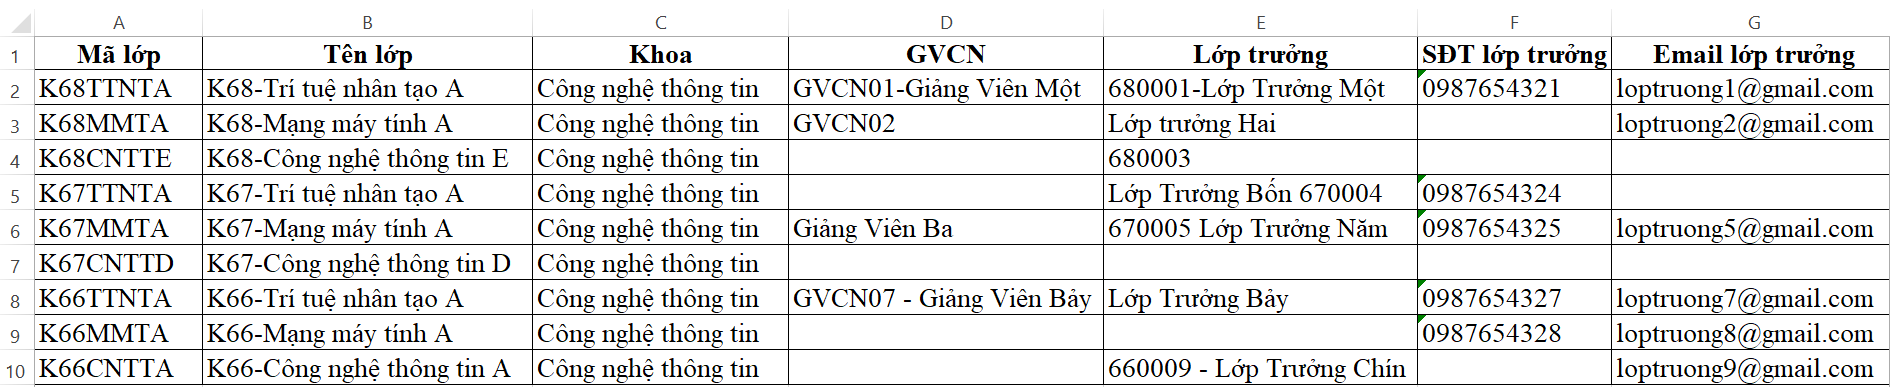 A B C D E F G
1 Mã lớp Tên lớp Khoa GVCN Lớp trưởng SĐT lớp trưởng Email lớp trưởng
2 K68TTNTA K68-Trí tuệ nhân tạo A Công nghệ thông tin GVCN01-Giảng Viên Một 680001-Lớp Trưởng Một 0987654321 loptruong1@gmail.com
3 K68MMTA K68-Mạng máy tính A Công nghệ thông tin GVCN02 Lớp trưởng Hai loptruong2@gmail.com
4 K68CNTTE K68-Công nghệ thông tin E Công nghệ thông tin 680003
5 K67TTNTA K67-Trí tuệ nhân tạo A Công nghệ thông tin Lớp Trưởng Bốn 670004 0987654324
6 K67MMTA K67-Mạng máy tính A Công nghệ thông tin Giảng Viên Ba 670005 Lớp Trưởng Năm 0987654325 loptruong5@gmail.com
7 K67CNTTD K67-Công nghệ thông tin D Công nghệ thông tin
8 K66TTNTA K66-Trí tuệ nhân tạo A Công nghệ thông tin GVCN07 - Giảng Viên Bảy Lớp Trưởng Bảy 0987654327 loptruong7@gmail.com
9 K66MMTA K66-Mạng máy tính A Công nghệ thông tin 0987654328 loptruong8@gmail.com
10 K66CNTTA K66-Công nghệ thông tin A Công nghệ thông tin 660009 - Lớp Trưởng Chín loptruong9@gmail.com